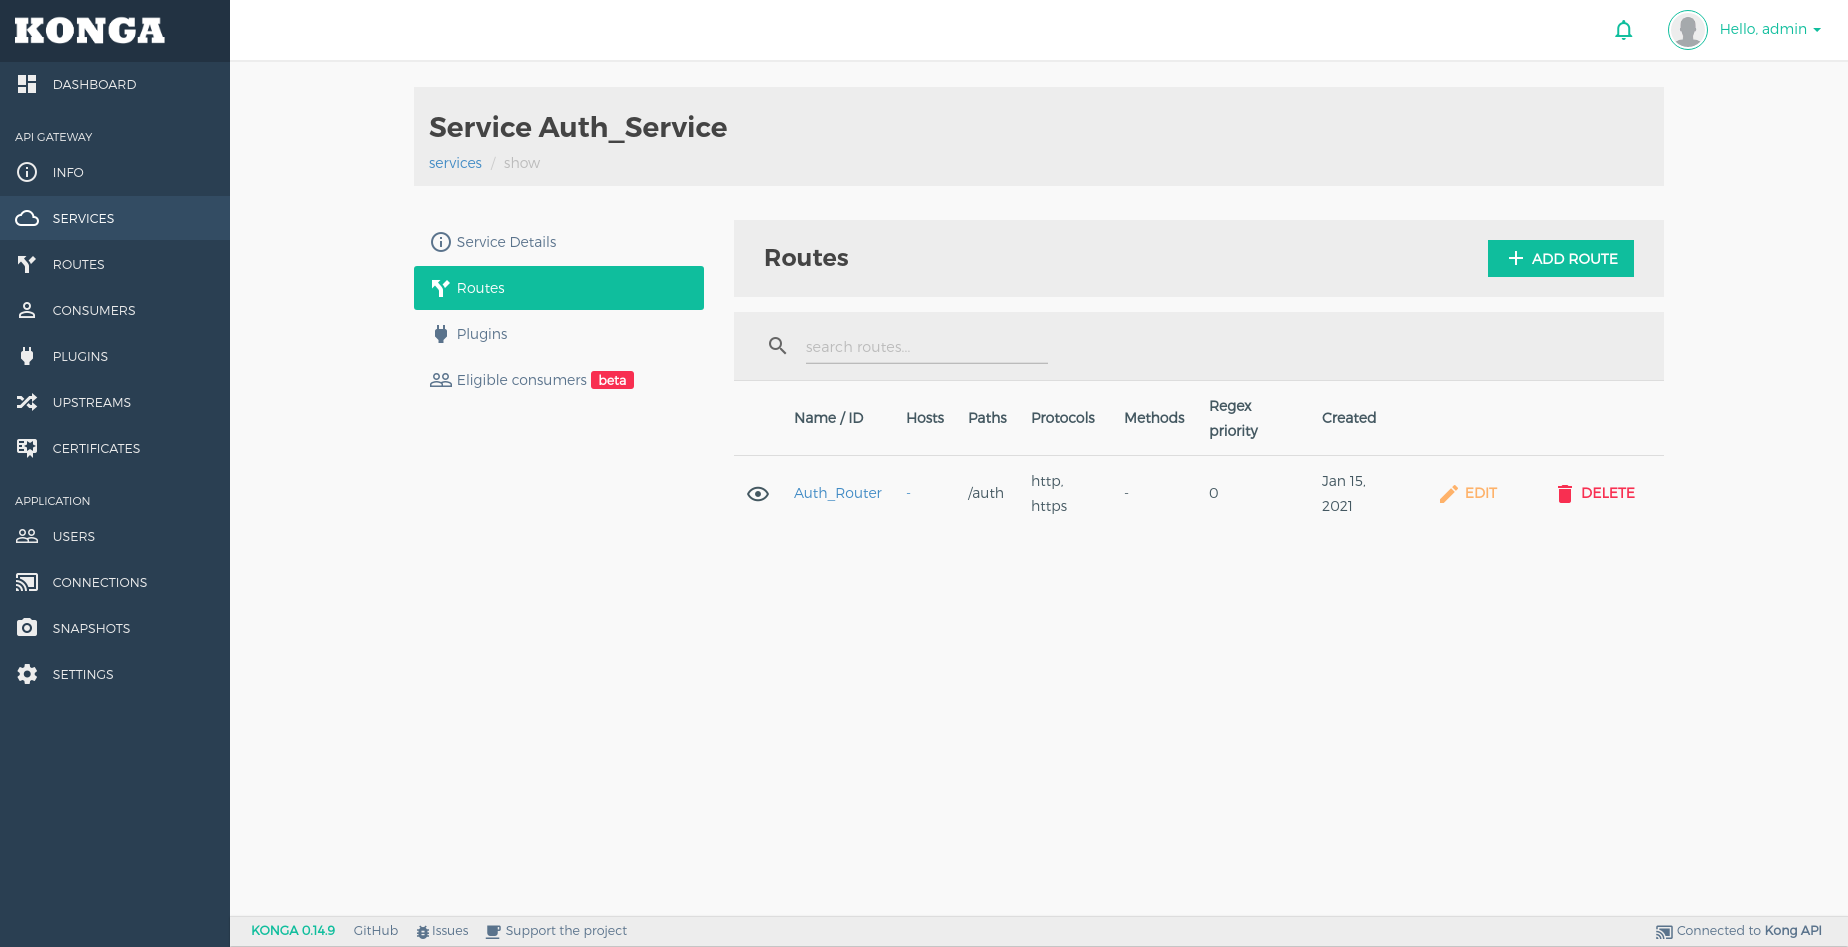 KONGA
Hello, admin
DASHBOARD
API GATEWAY
INFO
SERVICES
ROUTES
CONSUMERS
PLUGINS
UPSTREAMS
CERTIFICATES
APPLICATION
USERS
CONNECTIONS
SNAPSHOTS
SETTINGS
Service Auth_Service
services / show
Service Details
Routes
Plugins
Eligible consumers beta
Routes
ADD ROUTE
search routes...
Name / ID Hosts Paths Protocols Methods Regex priority Created
Auth_Router - /auth http, https - 0 Jan 15, 2021 EDIT DELETE
KONGA 0.14.9 GitHub Issues Support the project Connected to Kong API